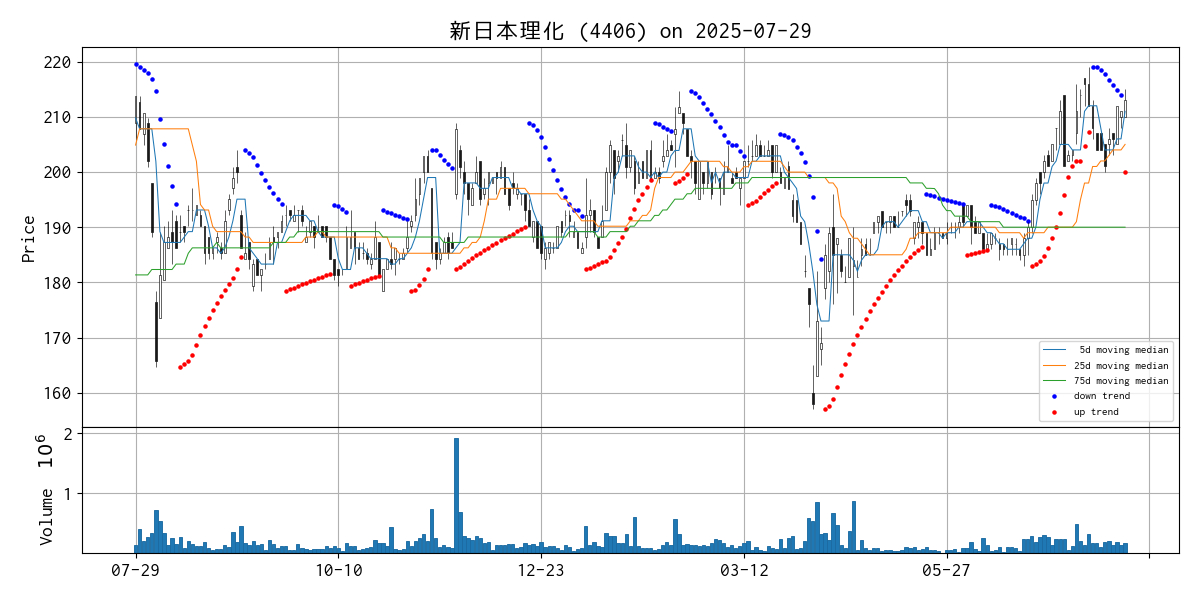 新日本理化 (4406) on 2025-07-29
Price
220
210
200
190
180
170
160
5d moving median
25d moving median
75d moving median
down trend
up trend
Volume 10^6
2
1
07-29 10-10 12-23 03-12 05-27